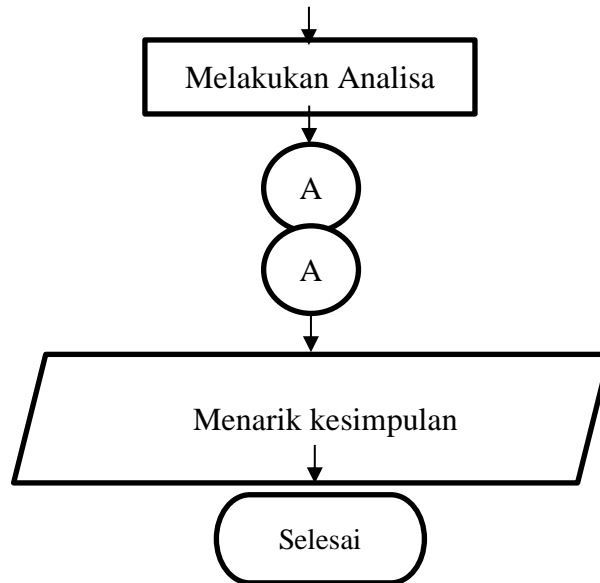 Melakukan Analisa
A
A
Menarik kesimpulan
Selesai